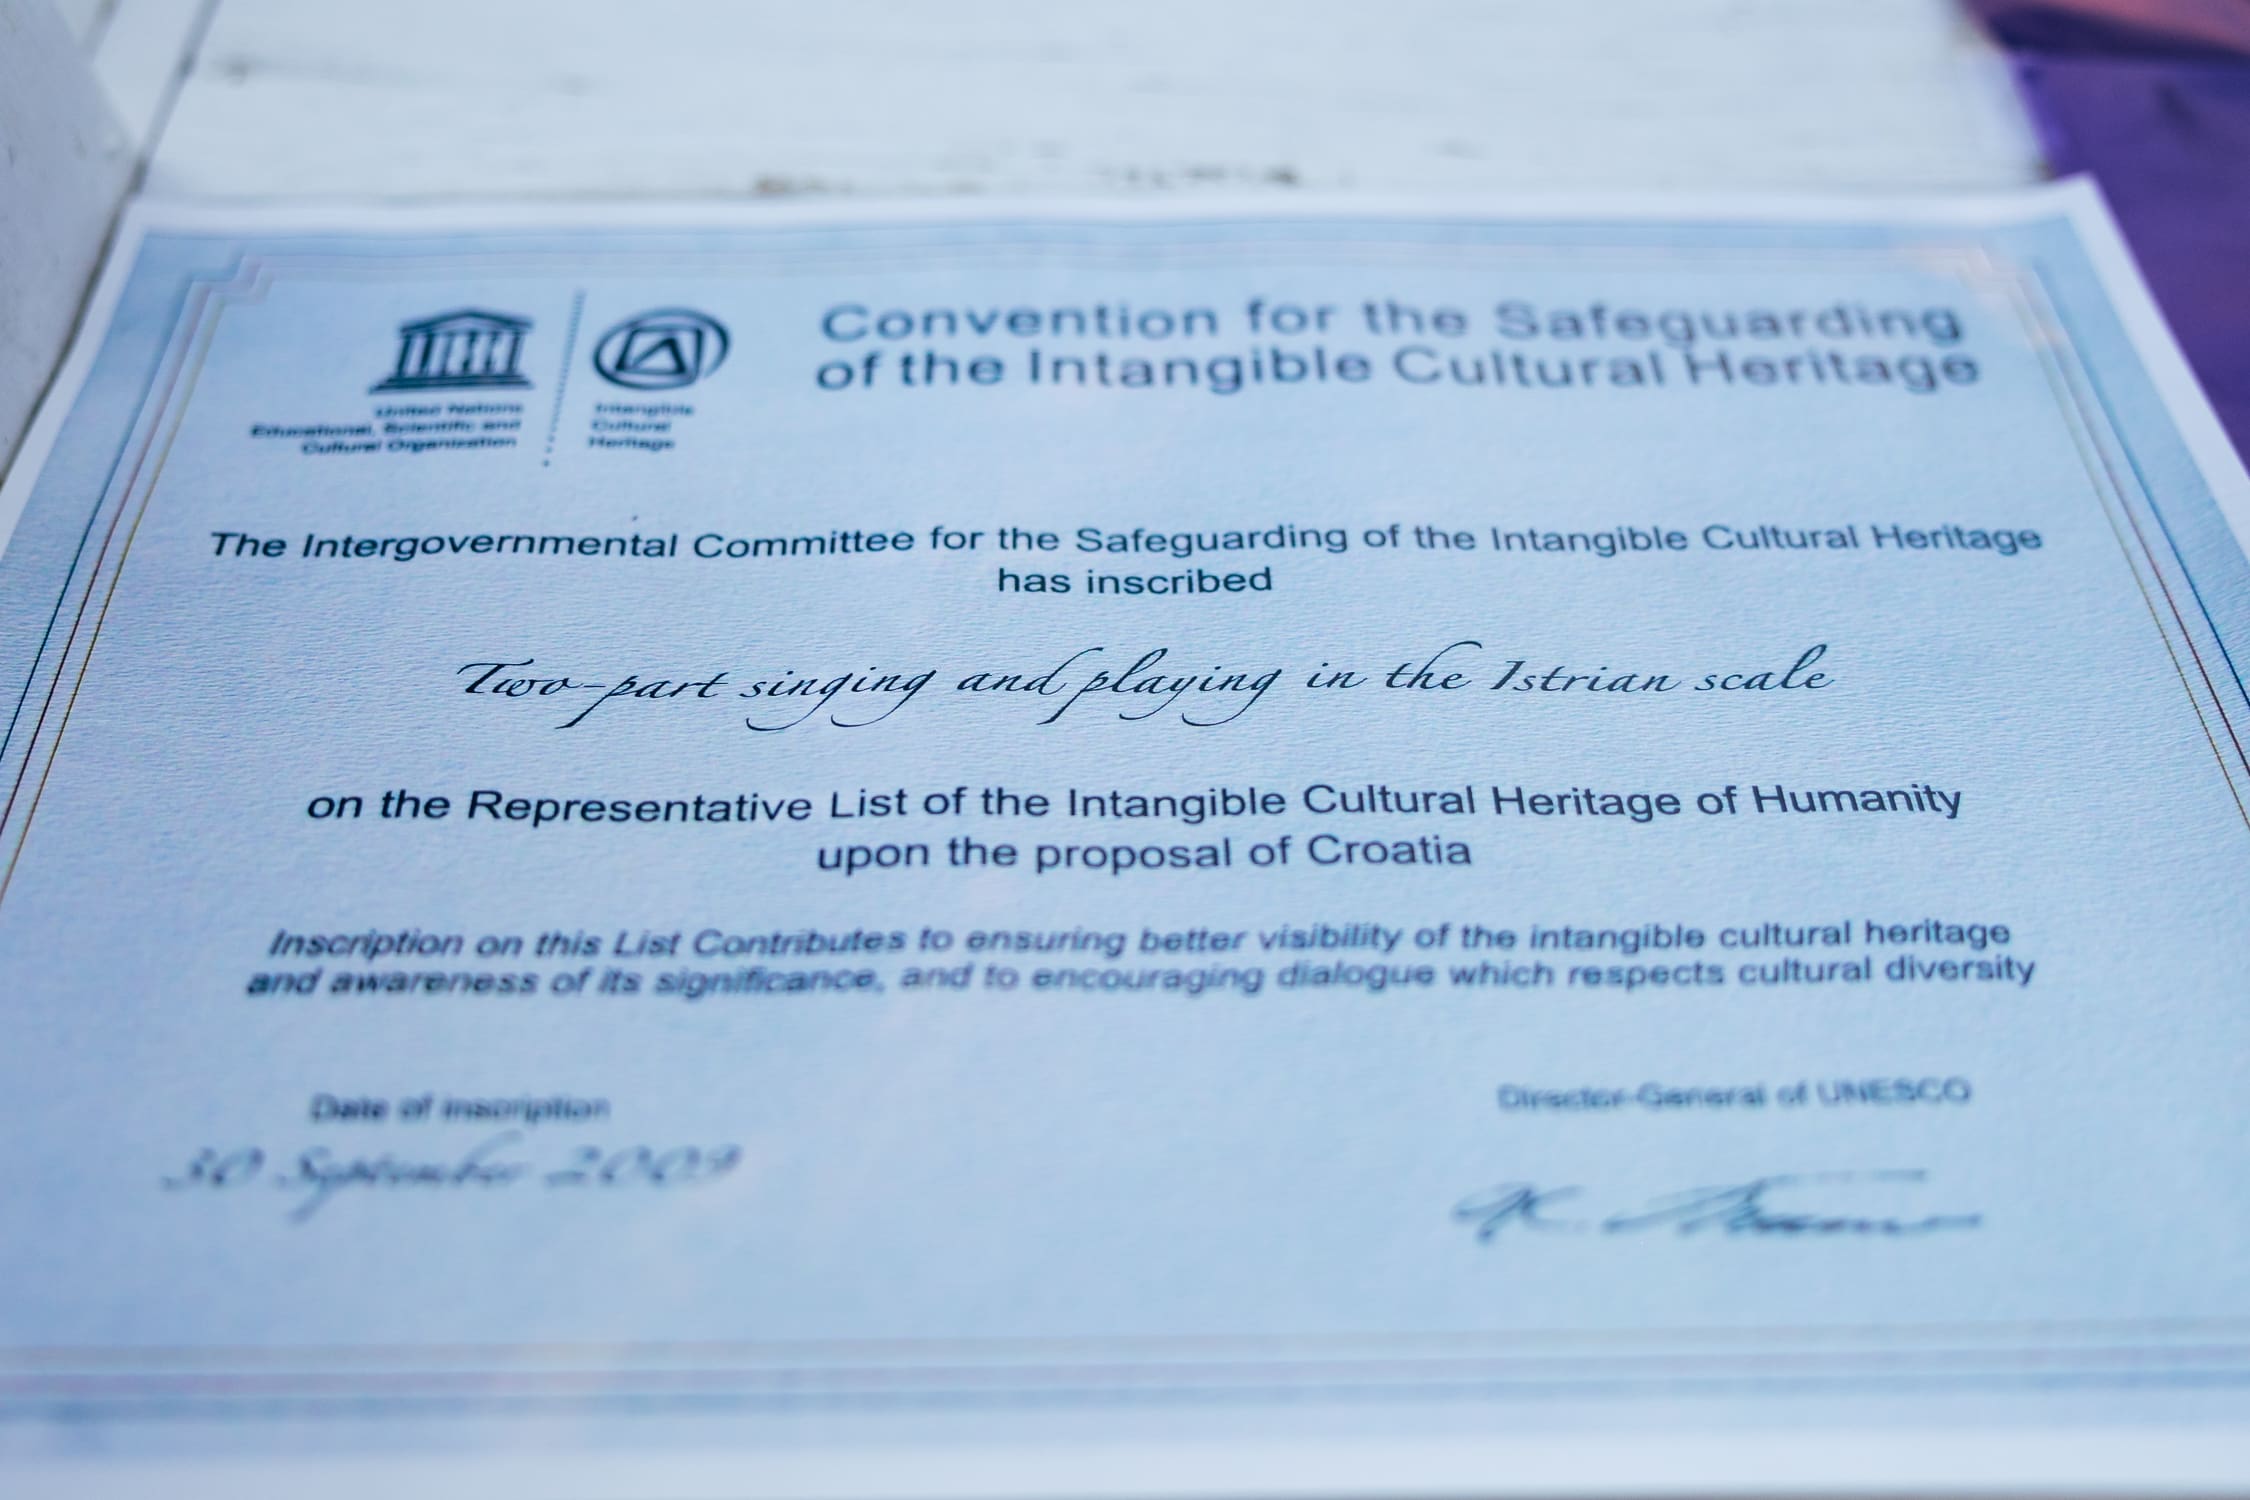 Convention for the Safeguarding
of the Intangible Cultural Heritage
United Nations
Educational, Scientific and
Cultural Organization
Intangible
Cultural
Heritage
The Intergovernmental Committee for the Safeguarding of the Intangible Cultural Heritage
has inscribed
Two-part singing and playing in the Istrian scale
on the Representative List of the Intangible Cultural Heritage of Humanity
upon the proposal of Croatia
Inscription on this List Contributes to ensuring better visibility of the intangible cultural heritage
and awareness of its significance, and to encouraging dialogue which respects cultural diversity
Date of inscription
30 September 2009
Director-General of UNESCO